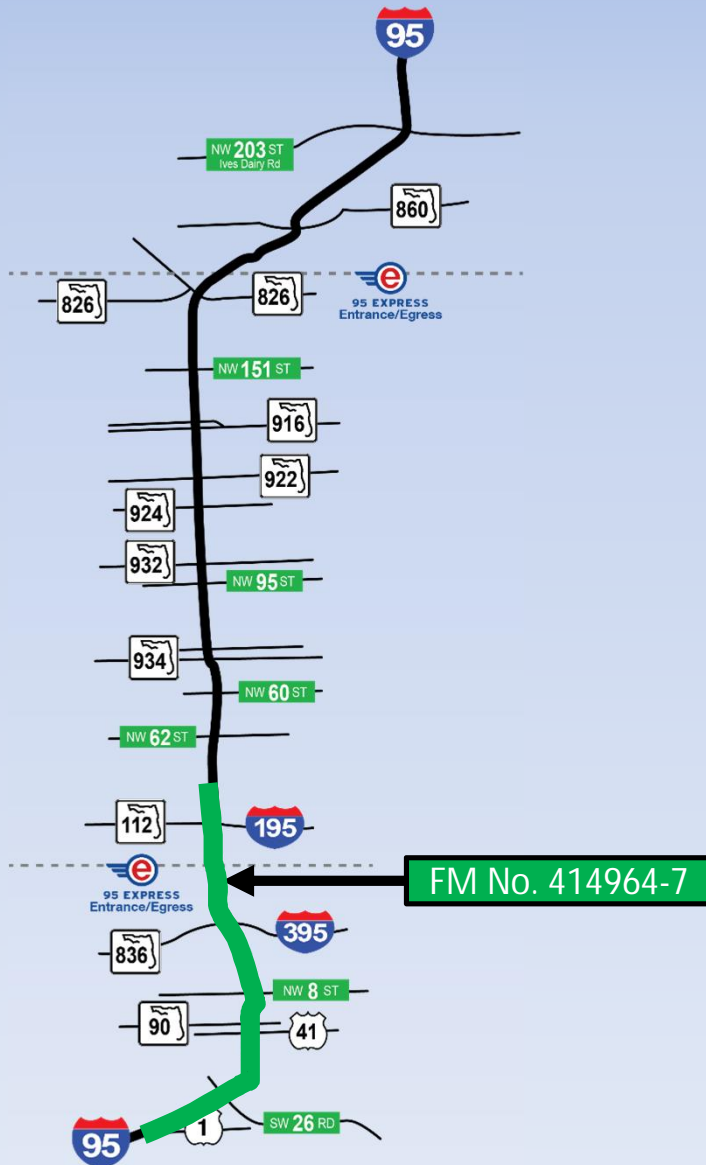 95
NW 203 ST
Ives Dairy Rd
860
826
826
e
95 EXPRESS
Entrance/Egress
NW 151 ST
916
922
924
932
NW 95 ST
934
NW 60 ST
NW 62 ST
112
195
e
95 EXPRESS
Entrance/Egress
FM No. 414964-7
395
836
NW 8 ST
90
41
1
SW 26 RD
95